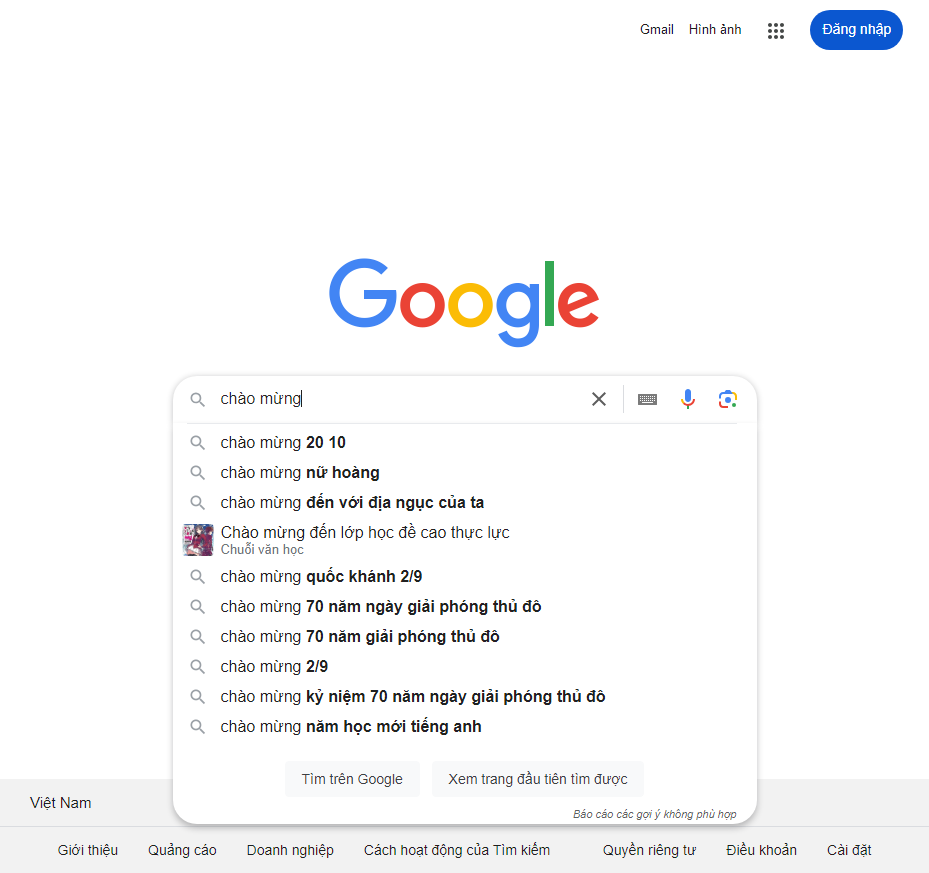 Gmail Hình ảnh Đăng nhập
Google
chào mừng
chào mừng 20 10
chào mừng nữ hoàng
chào mừng đến với địa ngục của ta
Chào mừng đến lớp học đề cao thực lực
Chuỗi văn học
chào mừng quốc khánh 2/9
chào mừng 70 năm ngày giải phóng thủ đô
chào mừng 70 năm giải phóng thủ đô
chào mừng 2/9
chào mừng kỷ niệm 70 năm ngày giải phóng thủ đô
chào mừng năm học mới tiếng anh
Tìm trên Google Xem trang đầu tiên tìm được
Báo cáo các gợi ý không phù hợp
Việt Nam
Giới thiệu Quảng cáo Doanh nghiệp Cách hoạt động của Tìm kiếm Quyền riêng tư Điều khoản Cài đặt